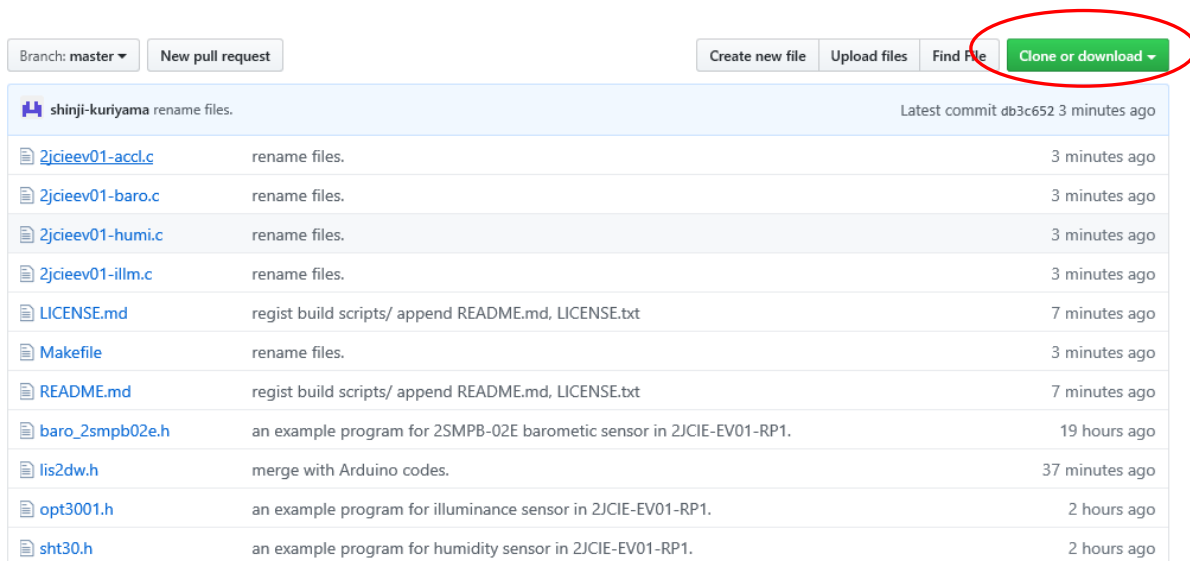 Branch: master New pull request Create new file Upload files Find File Clone or download
shinji-kuriyama rename files. Latest commit db3c652 3 minutes ago
2jcieev01-accl.c rename files. 3 minutes ago
2jcieev01-baro.c rename files. 3 minutes ago
2jcieev01-humi.c rename files. 3 minutes ago
2jcieev01-illm.c rename files. 3 minutes ago
LICENSE.md regist build scripts/ append README.md, LICENSE.txt 7 minutes ago
Makefile rename files. 3 minutes ago
README.md regist build scripts/ append README.md, LICENSE.txt 7 minutes ago
baro_2smpb02e.h an example program for 2SMPB-02E barometic sensor in 2JCIE-EV01-RP1. 19 hours ago
lis2dw.h merge with Arduino codes. 37 minutes ago
opt3001.h an example program for illuminance sensor in 2JCIE-EV01-RP1. 2 hours ago
sht30.h an example program for humidity sensor in 2JCIE-EV01-RP1. 2 hours ago